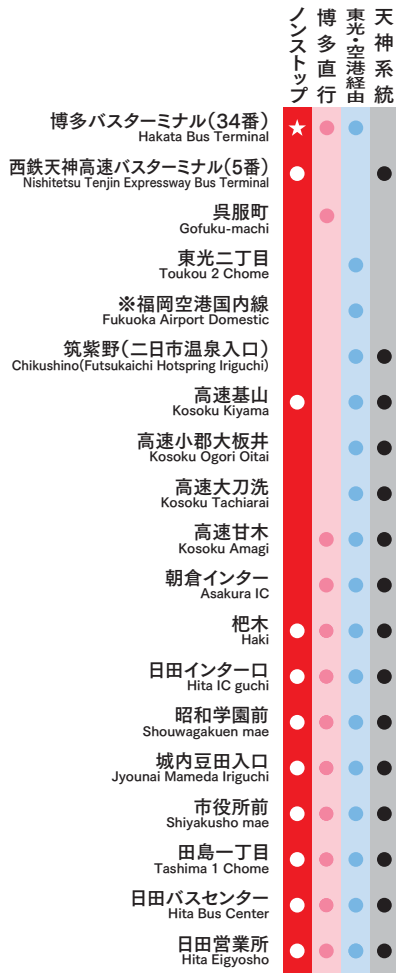 ノンストップ
博多直行
東光・空港経由
天神系統
博多バスターミナル(34番)
Hakata Bus Terminal
西鉄天神高速バスターミナル(5番)
Nishitetsu Tenjin Expressway Bus Terminal
呉服町
Gofuku-machi
東光二丁目
Toukou 2 Chome
※福岡空港国内線
Fukuoka Airport Domestic
筑紫野(二日市温泉入口)
Chikushino(Futsukaichi Hotspring Iriguchi)
高速基山
Kosoku Kiyama
高速小郡大板井
Kosoku Ogori Oitai
高速大刀洗
Kosoku Tachiarai
高速甘木
Kosoku Amagi
朝倉インター
Asakura IC
杷木
Haki
日田インター口
Hita IC guchi
昭和学園前
Shouwagakuen mae
城内豆田入口
Jyounai Mameda Iriguchi
市役所前
Shiyakusho mae
田島一丁目
Tashima 1 Chome
日田バスセンター
Hita Bus Center
日田営業所
Hita Eigyosho